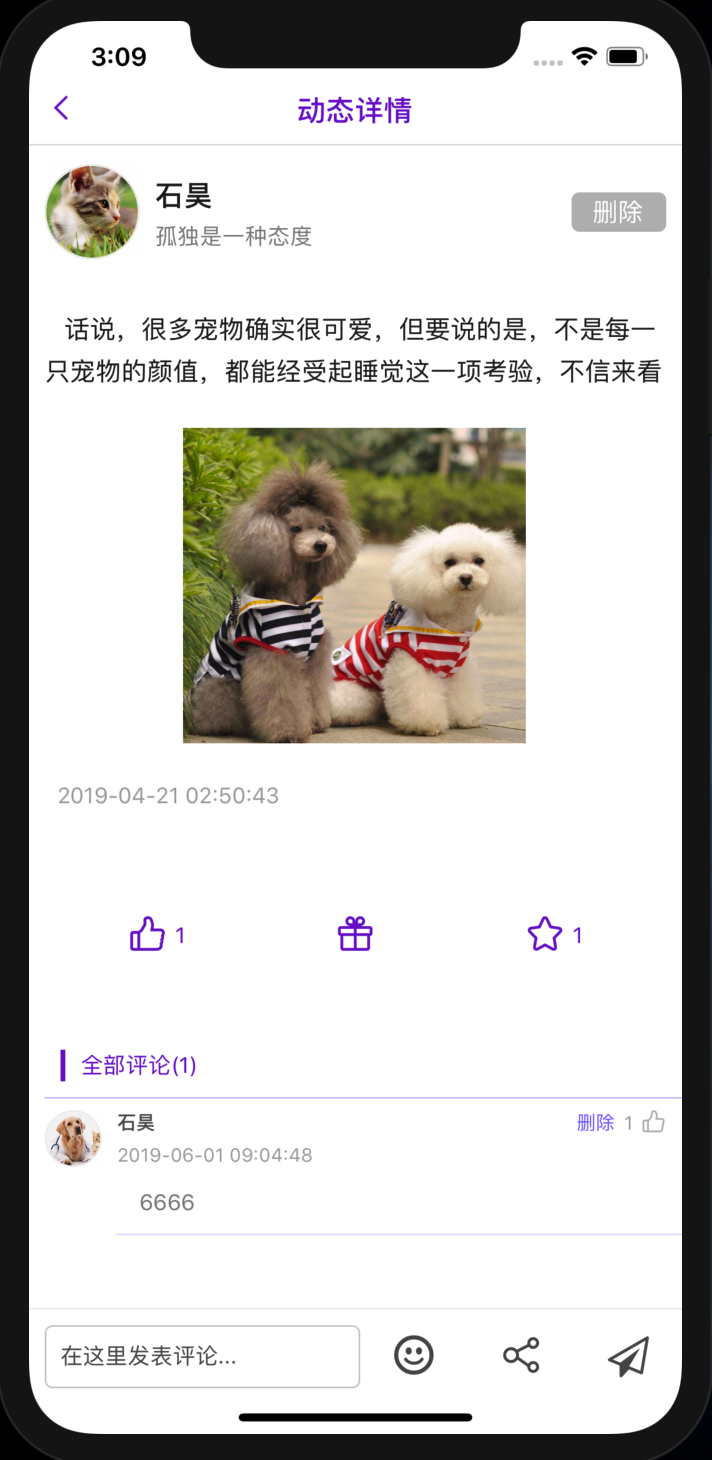 3:09
动态详情
石昊
删除
孤独是一种态度
话说，很多宠物确实很可爱，但要说的是，不是每一
只宠物的颜值，都能经受起睡觉这一项考验，不信来看
2019-04-21 02:50:43
1
1
全部评论(1)
石昊
删除 1
2019-06-01 09:04:48
6666
在这里发表评论...